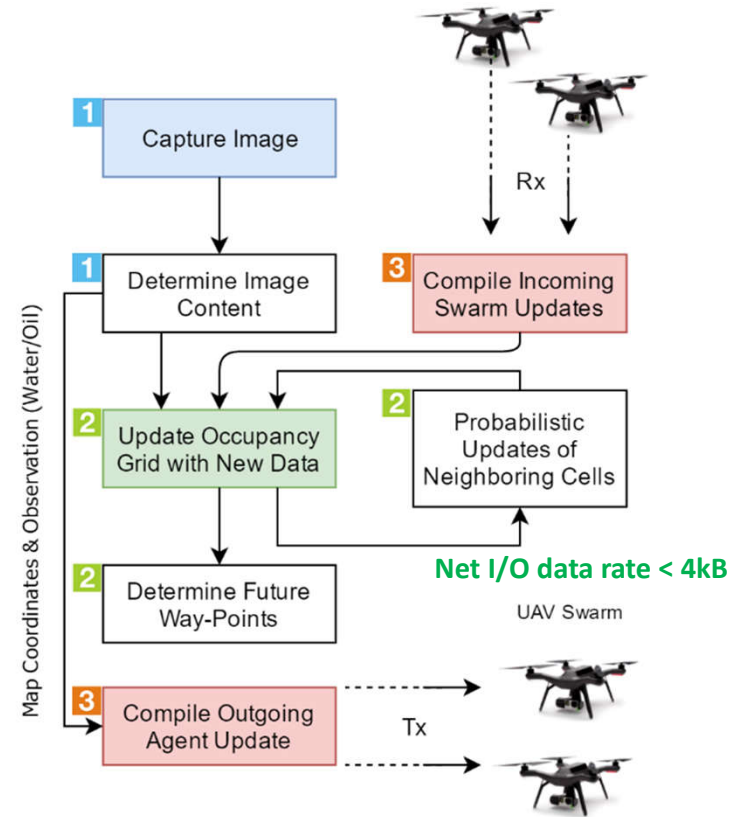 1
Capture Image
Rx
1
Determine Image
Content
3
Compile Incoming
Swarm Updates
Map Coordinates & Observation (Water/Oil)
2
Update Occupancy
Grid with New Data
2
Probabilistic
Updates of
Neighboring Cells
Net I/O data rate < 4kB
2
Determine Future
Way-Points
UAV Swarm
3
Compile Outgoing
Agent Update
Tx